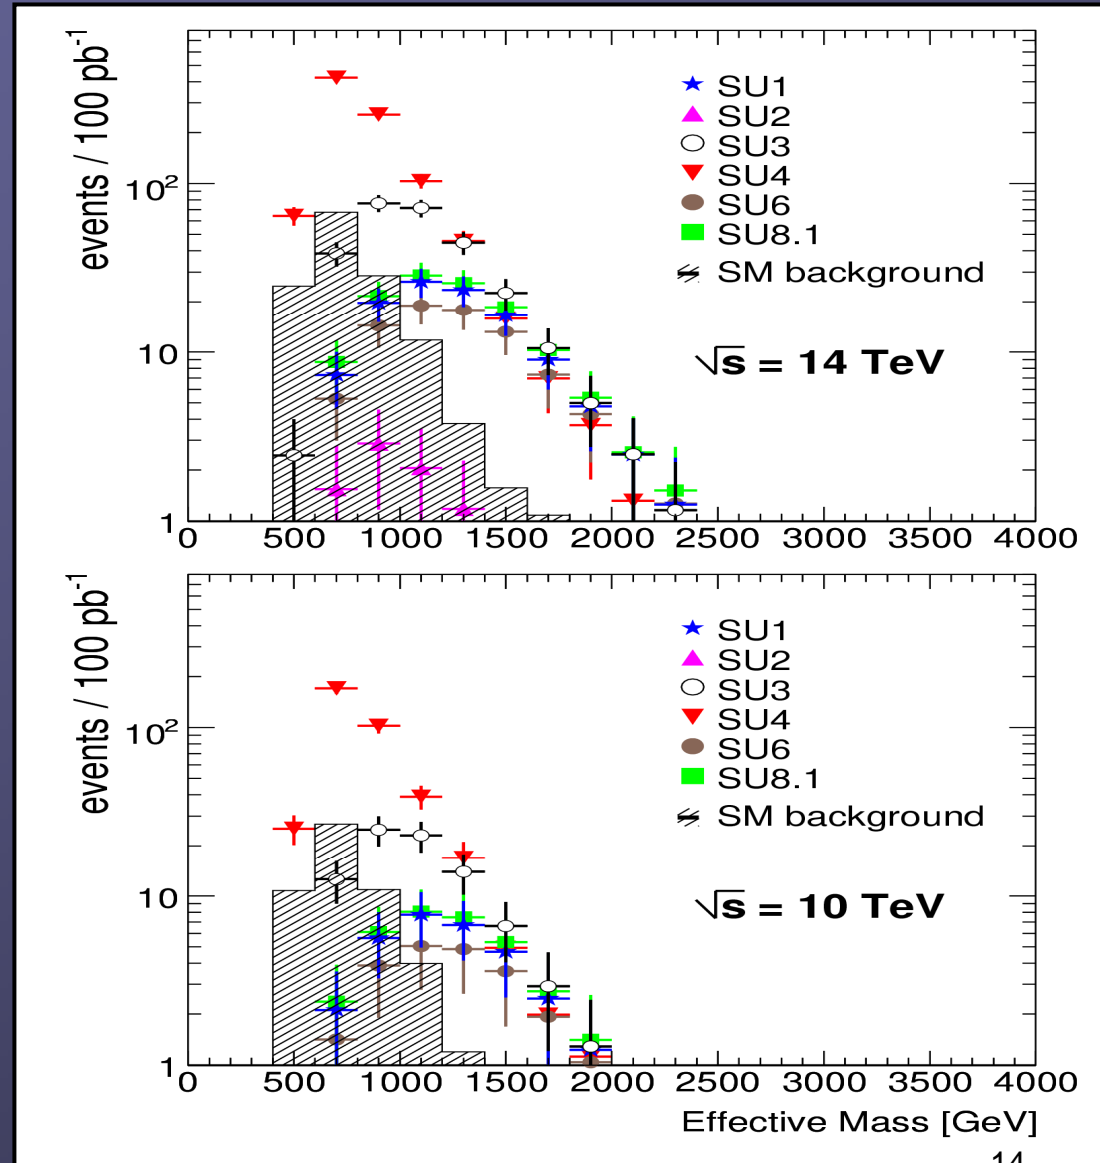 events / 100 pb-1
10²
10
1
SU1
SU2
SU3
SU4
SU6
SU8.1
SM background
√s = 14 TeV
0 500 1000 1500 2000 2500 3000 3500 4000
events / 100 pb-1
10²
10
1
SU1
SU2
SU3
SU4
SU6
SU8.1
SM background
√s = 10 TeV
0 500 1000 1500 2000 2500 3000 3500 4000
Effective Mass [GeV]
14